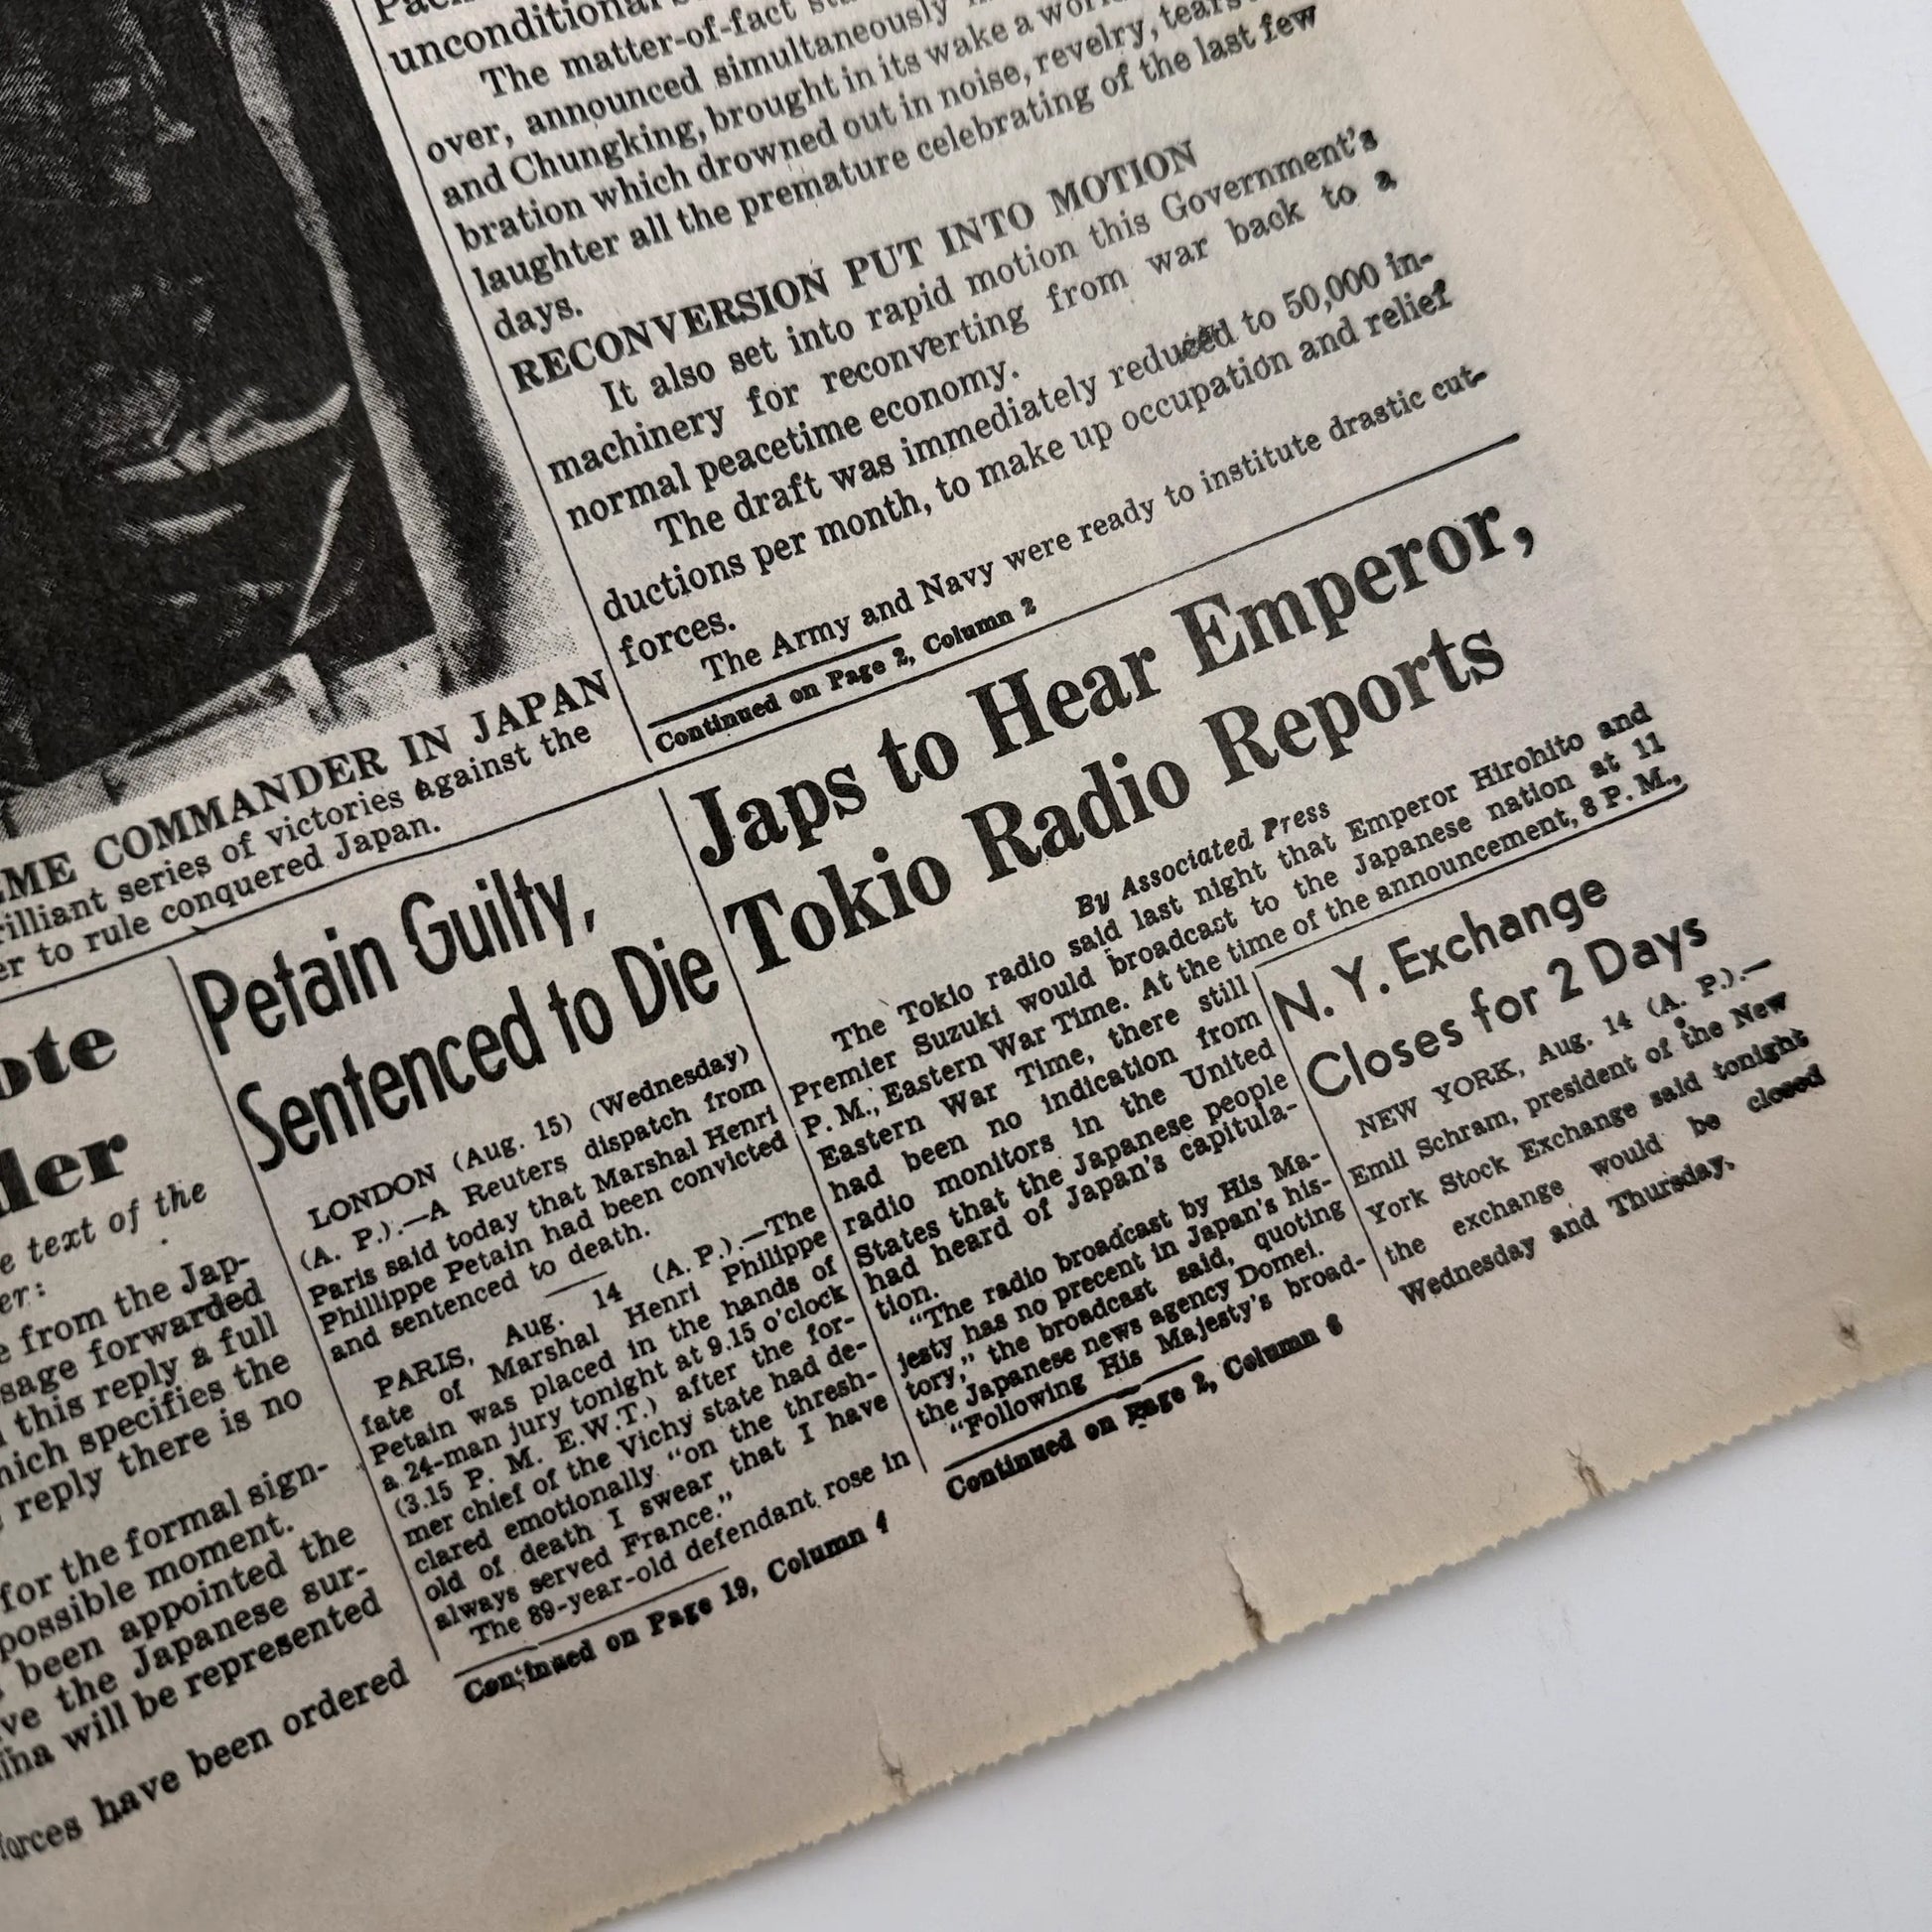 unconditional
The matter-of-fact
over, announced simultaneously
and Chungking, brought in its wake a
bration which drowned out in noise, revelry, tears
laughter all the premature celebrating of the last few
days.
RECONVERSION PUT INTO MOTION
It also set into rapid motion this Government's
machinery for reconverting from war back to a
normal peacetime economy.
The draft was immediately reduced to 50,000 in-
ductions per month, to make up occupation and relief
forces.
The Army and Navy were ready to institute drastic cut-
Continued on Page 2, Column 2
COMMANDER IN JAPAN
series of victories against the
to rule conquered Japan.
text of the
from the Jap-
forwarded
this reply a full
specifies the
reply there is no
for the formal sign-
possible moment.
been appointed the
the Japanese sur-
will be represented
have been ordered
Petain Guilty,
Sentenced to Die
LONDON (Aug. 15) (Wednesday)
(A. P.).—A Reuters dispatch from
Paris said today that Marshal Henri
Phillippe Petain had been convicted
and sentenced to death.
PARIS, Aug. 14 (A. P.).—The
fate of Marshal Henri Philippe
Petain was placed in the hands of
a 24-man jury tonight at 9.15 o'clock
(3.15 P. M. E.W.T.) after the for-
mer chief of the Vichy state had de-
clared emotionally "on the thresh-
old of death I swear that I have
always served France."
The 89-year-old defendant rose in
Continued on Page 19, Column 4
Japs to Hear Emperor,
Tokio Radio Reports
By Associated Press
The Tokio radio said last night that Emperor Hirohito and
Premier Suzuki would broadcast to the Japanese nation at 11
P. M., Eastern War Time. At the time of the announcement, 8 P. M.,
Eastern War Time, there still
had been no indication from
radio monitors in the United
States that the Japanese people
had heard of Japan's capitula-
tion.
"The radio broadcast by His Ma-
jesty has no precent in Japan's his-
tory," the broadcast said, quoting
the Japanese news agency Domei.
"Following His Majesty's broad-
Continued on Page 2, Column 6
N. Y. Exchange
Closes for 2 Days
NEW YORK, Aug. 14 (A. P.).—
Emil Schram, president of the New
York Stock Exchange said tonight
the exchange would be closed
Wednesday and Thursday.